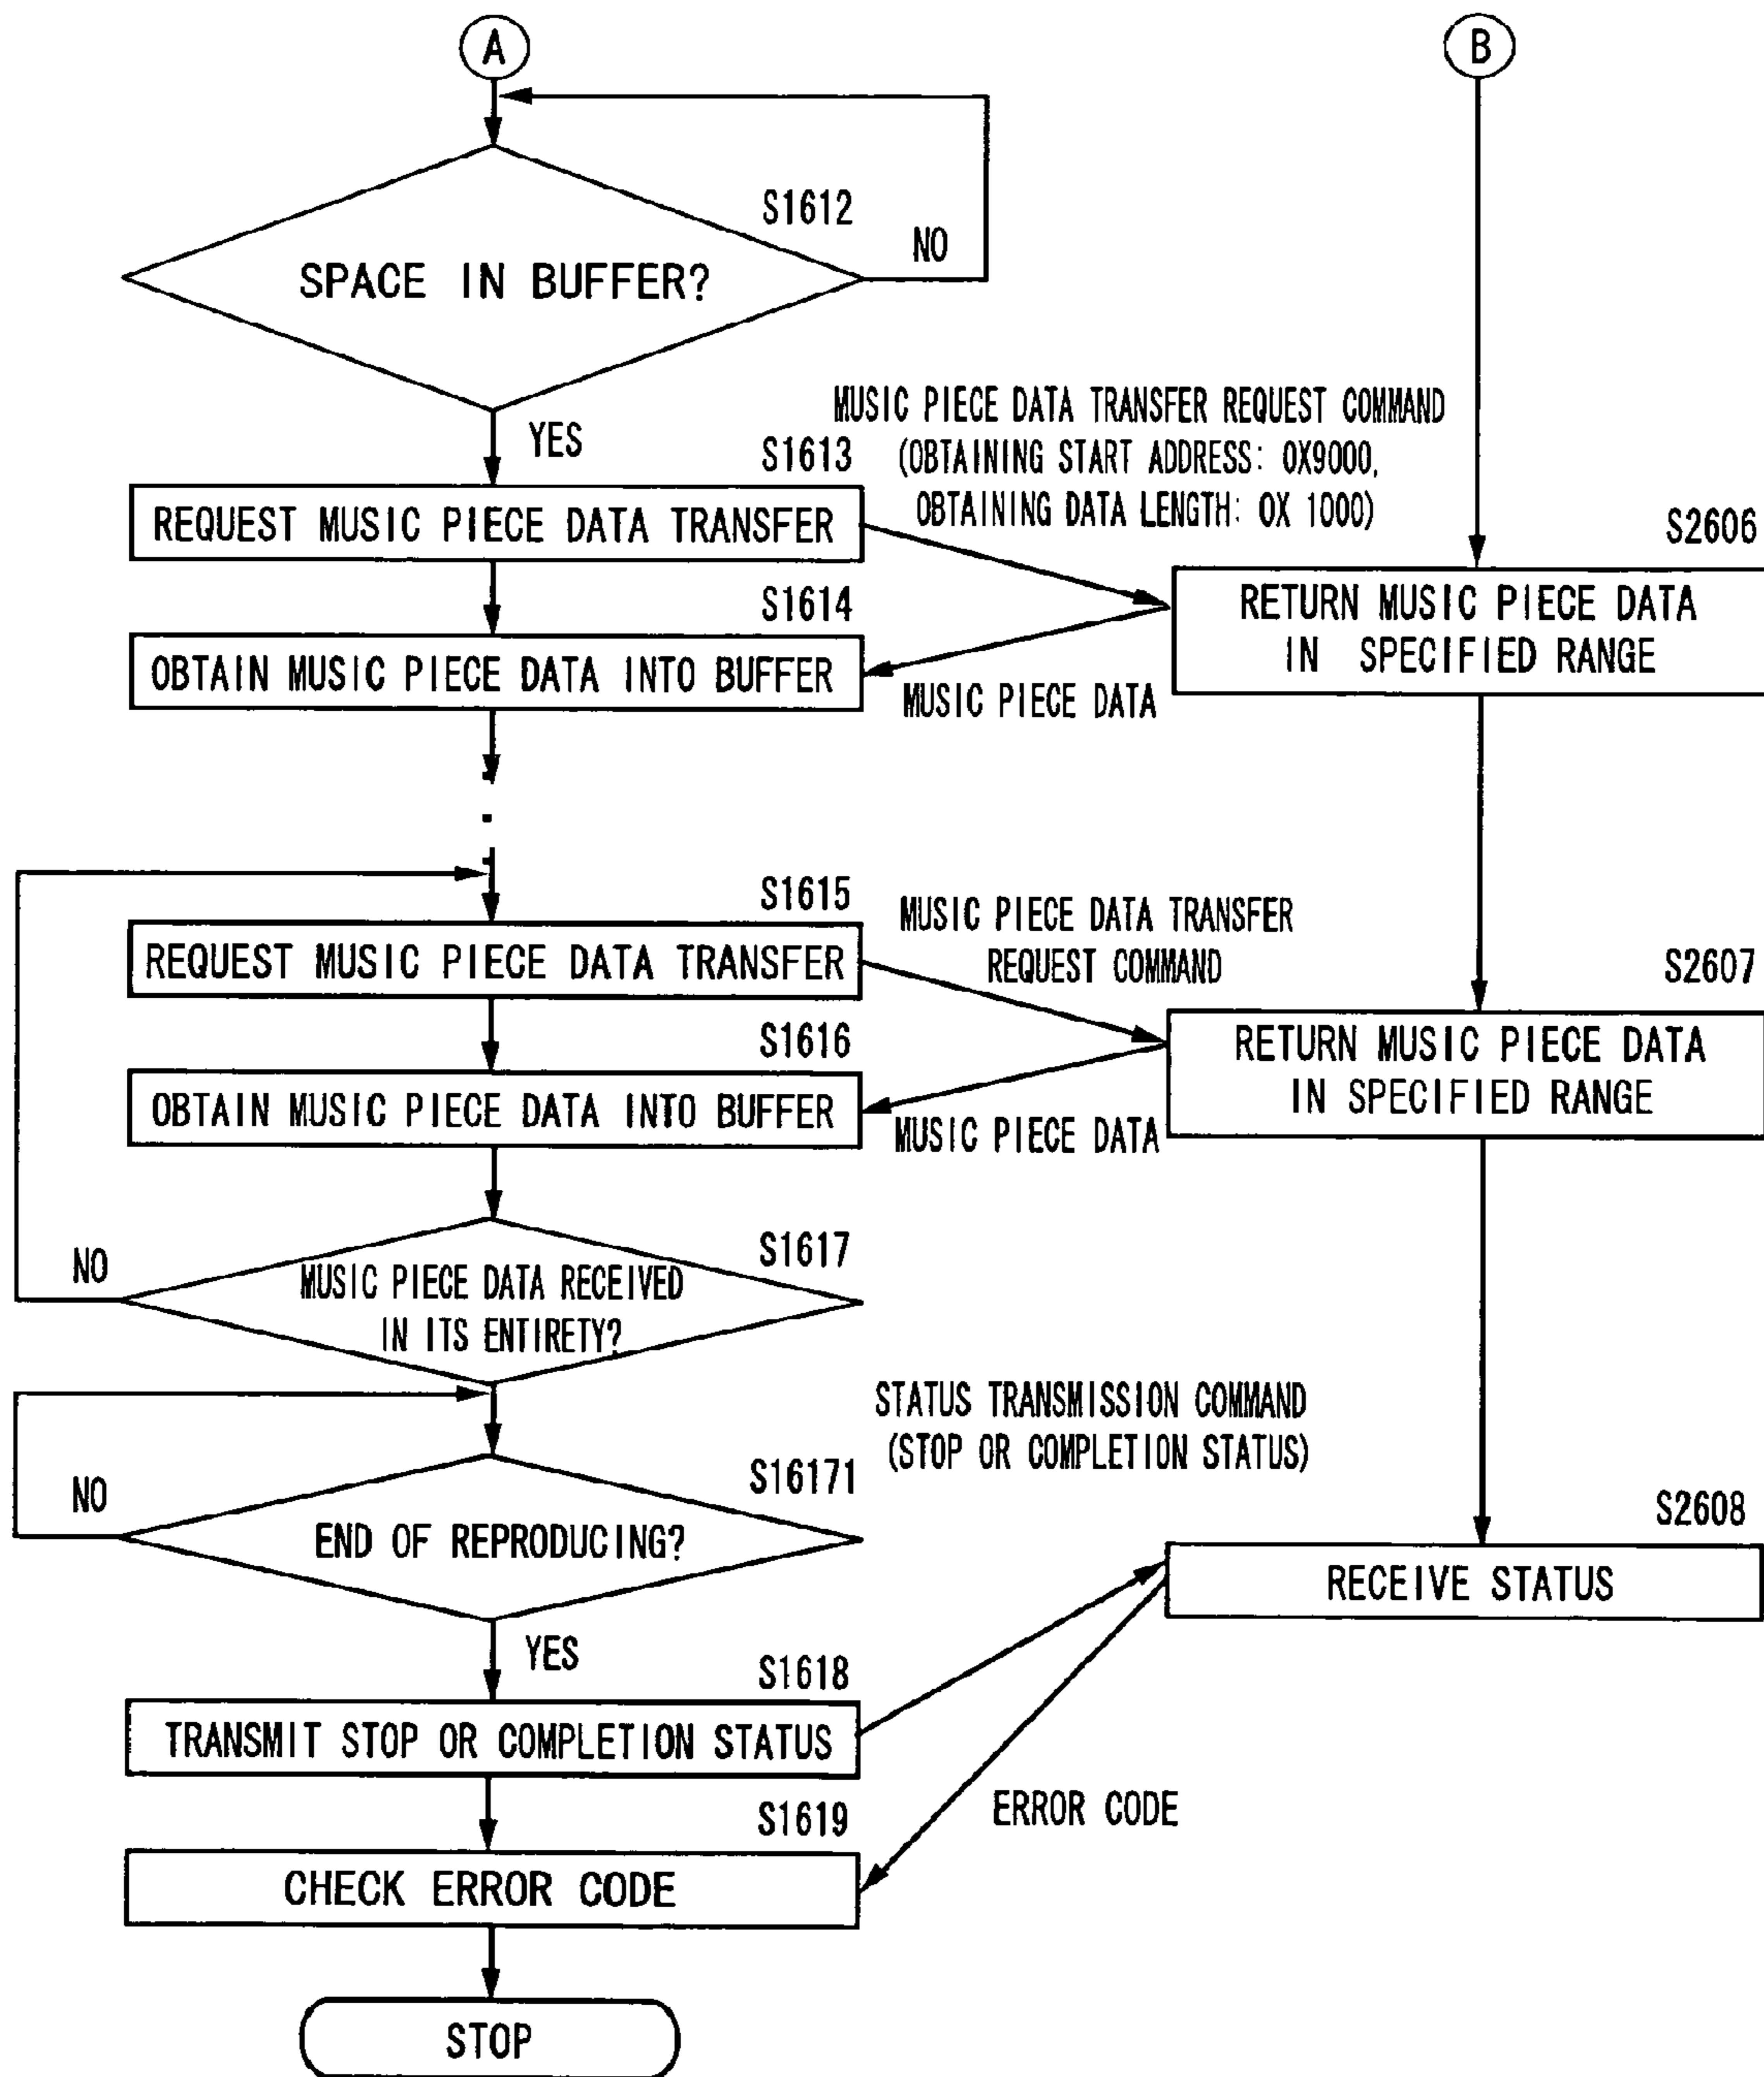 A
B
S1612
NO
SPACE IN BUFFER?
YES
MUSIC PIECE DATA TRANSFER REQUEST COMMAND
(OBTAINING START ADDRESS: 0X9000,
OBTAINING DATA LENGTH: 0X 1000)
S1613
REQUEST MUSIC PIECE DATA TRANSFER
S2606
RETURN MUSIC PIECE DATA
IN SPECIFIED RANGE
S1614
OBTAIN MUSIC PIECE DATA INTO BUFFER
MUSIC PIECE DATA
S1615
REQUEST MUSIC PIECE DATA TRANSFER
MUSIC PIECE DATA TRANSFER
REQUEST COMMAND
S2607
RETURN MUSIC PIECE DATA
IN SPECIFIED RANGE
S1616
OBTAIN MUSIC PIECE DATA INTO BUFFER
MUSIC PIECE DATA
S1617
NO
MUSIC PIECE DATA RECEIVED
IN ITS ENTIRETY?
STATUS TRANSMISSION COMMAND
(STOP OR COMPLETION STATUS)
S16171
NO
END OF REPRODUCING?
S2608
RECEIVE STATUS
YES
S1618
TRANSMIT STOP OR COMPLETION STATUS
ERROR CODE
S1619
CHECK ERROR CODE
STOP